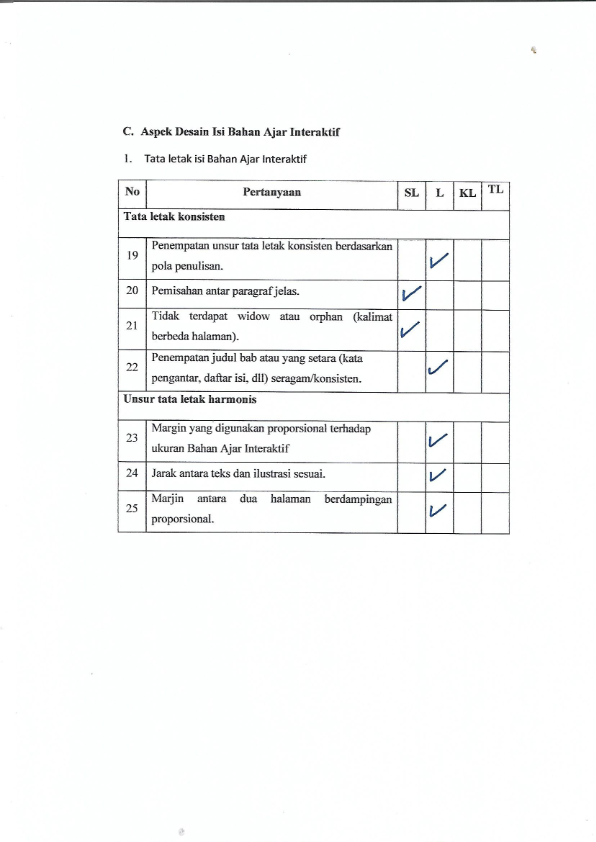 C. Aspek Desain Isi Bahan Ajar Interaktif
1. Tata letak isi Bahan Ajar Interaktif
No Pertanyaan SL L KL TL
Tata letak konsisten
19 Penempatan unsur tata letak konsisten berdasarkan
pola penulisan. ✓
20 Pemisahan antar paragraf jelas. ✓
21 Tidak terdapat widow atau orphan (kalimat
berbeda halaman). ✓
22 Penempatan judul bab atau yang setara (kata
pengantar, daftar isi, dll) seragam/konsisten. ✓
Unsur tata letak harmonis
23 Margin yang digunakan proporsional terhadap
ukuran Bahan Ajar Interaktif ✓
24 Jarak antara teks dan ilustrasi sesuai. ✓
25 Marjin antara dua halaman berdampingan
proporsional. ✓